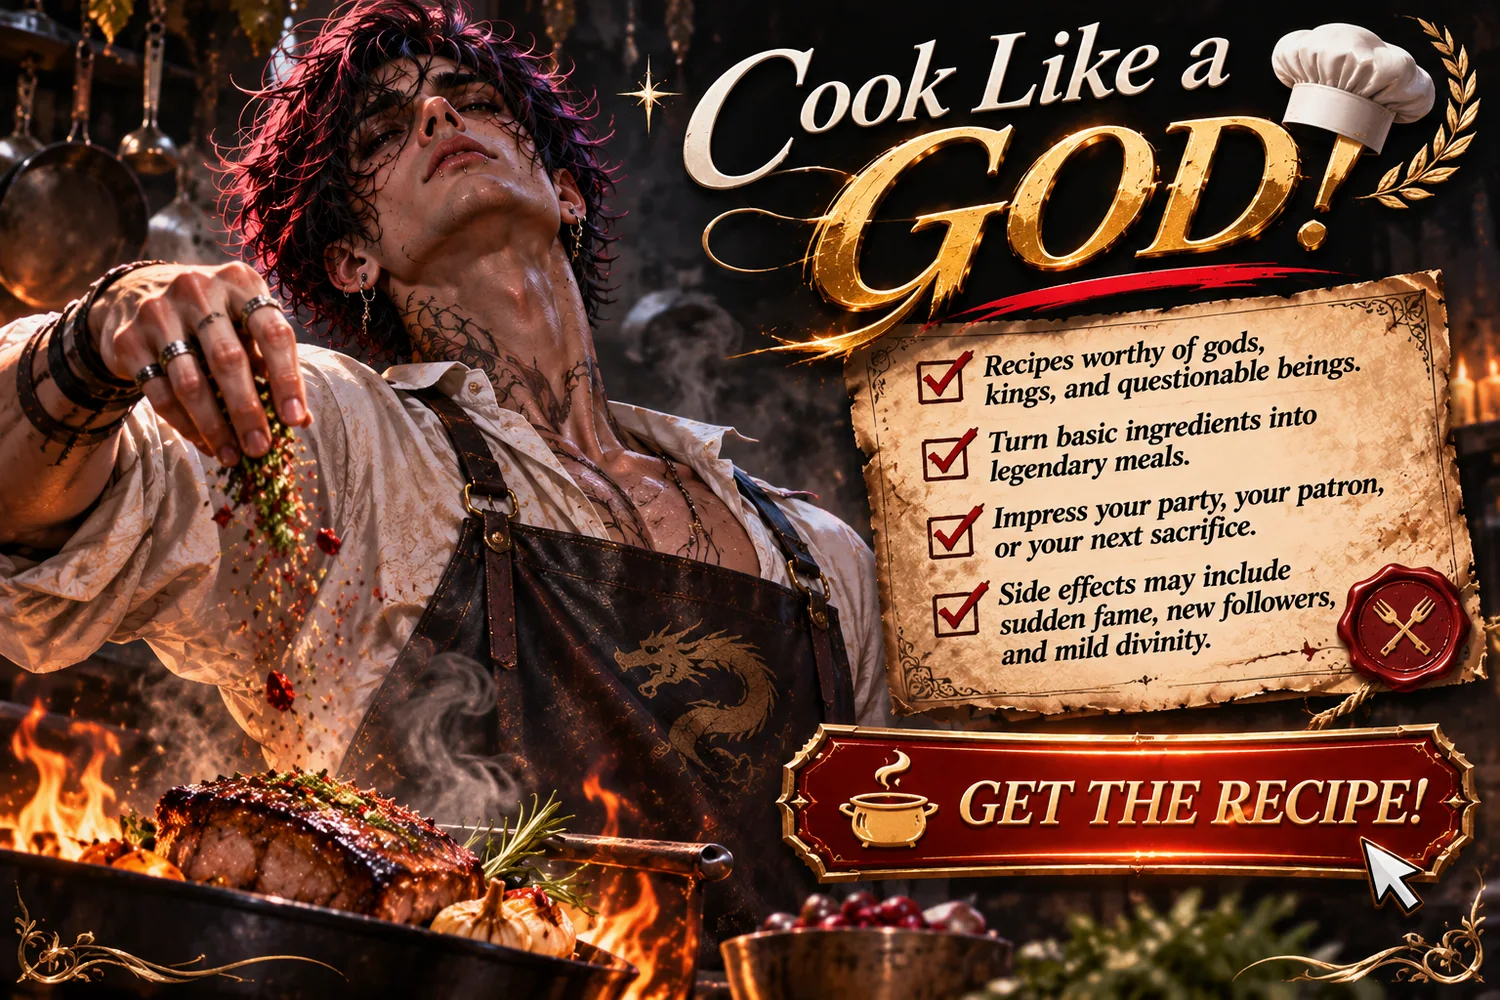 Cook Like a
GOD!
Recipes worthy of gods,
kings, and questionable beings.
Turn basic ingredients into
legendary meals.
Impress your party, your patron,
or your next sacrifice.
Side effects may include
sudden fame, new followers,
and mild divinity.
GET THE RECIPE!